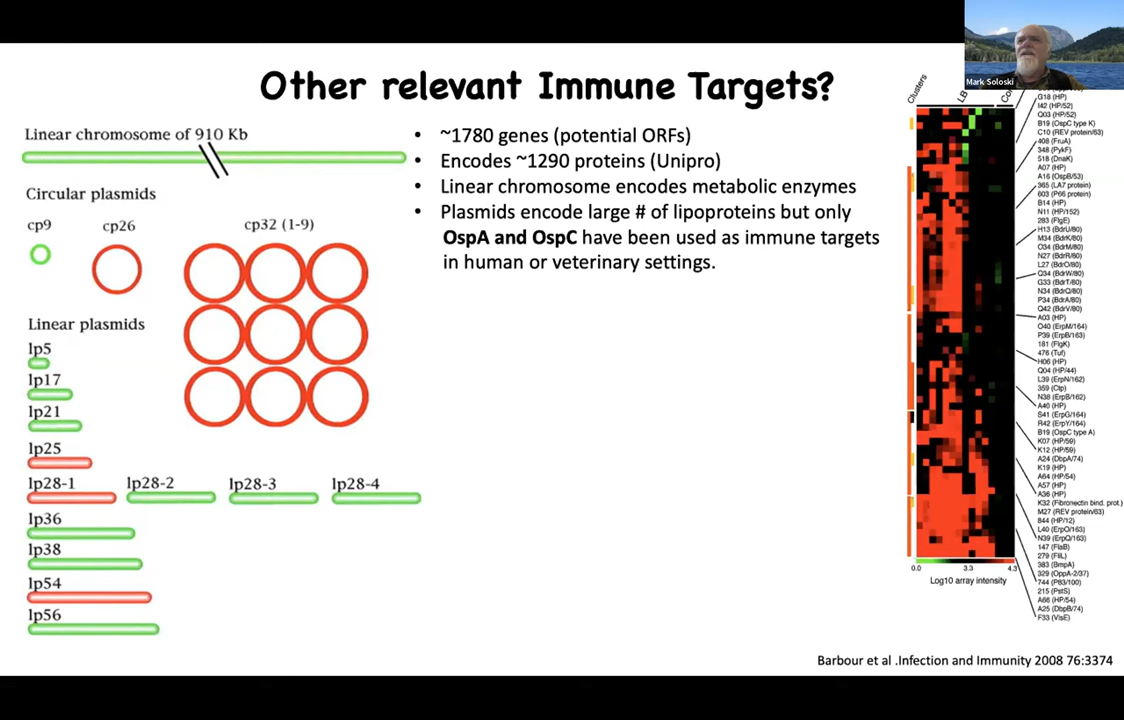 Mark Soloski
Other relevant Immune Targets?
Linear chromosome of 910 Kb
Circular plasmids
cp9
cp26
cp32 (1-9)
Linear plasmids
lp5
lp17
lp21
lp25
lp28-1
lp28-2
lp28-3
lp28-4
lp36
lp38
lp54
lp56
• ~1780 genes (potential ORFs)
• Encodes ~1290 proteins (Unipro)
• Linear chromosome encodes metabolic enzymes
• Plasmids encode large # of lipoproteins but only
OspA and OspC have been used as immune targets
in human or veterinary settings.
Clusters
LB
Co
G18 (HP)
I42 (HP/52)
Q03 (HP/52)
B19 (OspC type K)
C10 (REV protein/63)
408 (FruA)
348 (PykF)
518 (DnaK)
A07 (HP)
A16 (OspB/53)
365 (LA7 protein)
603 (P66 protein)
B14 (HP)
N11 (HP/152)
283 (FlgE)
H13 (BdrU/80)
M34 (BdrK/80)
O34 (BdrM/80)
N27 (BdrR/80)
L27 (BdrO/80)
Q34 (BdrW/80)
G33 (BdrT/80)
N34 (BdrQ/80)
P34 (BdrA/80)
Q42 (BdrV/80)
A03 (HP)
O40 (ErpM/164)
P39 (ErpB/163)
181 (FlgK)
476 (Tuf)
H06 (HP)
Q04 (HP/44)
L39 (ErpN/162)
359 (Ctp)
N38 (ErpB/162)
A40 (HP)
S41 (ErpG/164)
R42 (ErpY/164)
B19 (OspC type A)
K07 (HP/59)
K12 (HP/59)
A24 (DbpA/74)
K19 (HP)
A64 (HP/54)
A57 (HP)
A36 (HP)
K32 (Fibronectin bind. prot.)
M27 (REV protein/63)
844 (HP/12)
L40 (ErpO/163)
N39 (ErpQ/163)
147 (FlaB)
279 (FliL)
383 (BmpA)
329 (OppA-2/37)
744 (P83/100)
215 (PstS)
A66 (HP/54)
A25 (DbpB/74)
F33 (VlsE)
0.0 3.3 4.3
Log10 array intensity
Barbour et al .Infection and Immunity 2008 76:3374